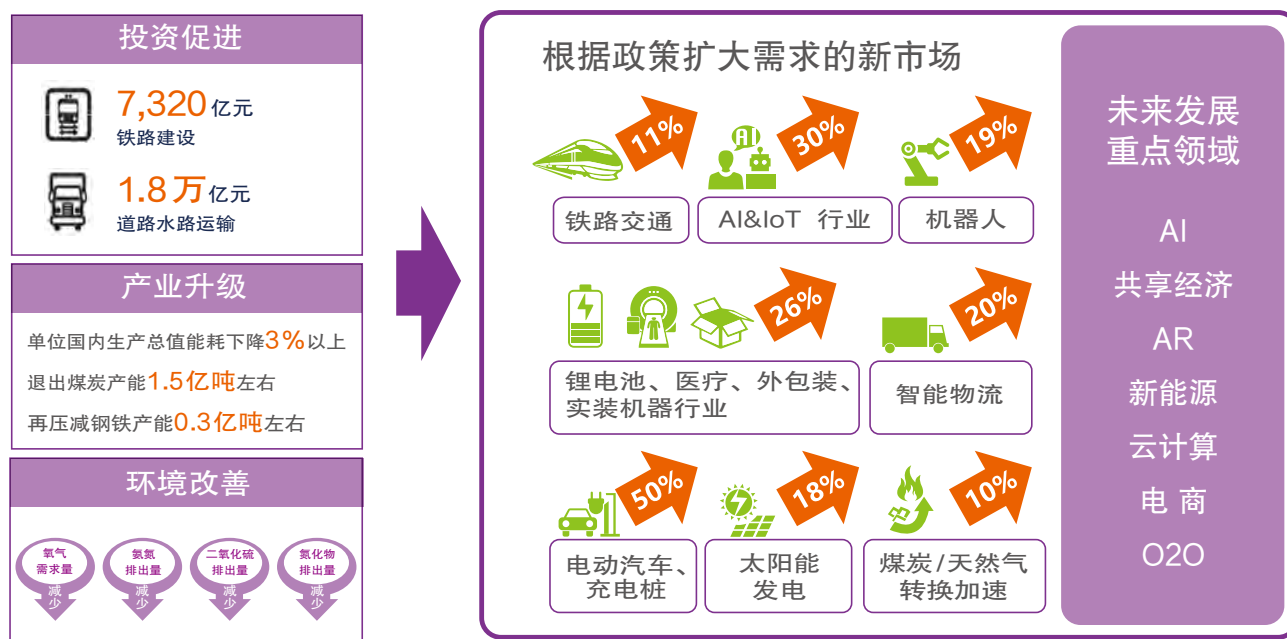 投资促进
7,320亿元
铁路建设
1.8万亿元
道路水路运输
产业升级
单位国内生产总值能耗下降3%以上
退出煤炭产能1.5亿吨左右
再压减钢铁产能0.3亿吨左右
环境改善
氧气
需求量
减少
氨氮
排出量
减少
二氧化硫
排出量
减少
氮化物
排出量
减少
根据政策扩大需求的新市场
11%
铁路交通
AI
30%
AI&IoT 行业
19%
机器人
26%
锂电池、医疗、外包装、
实装机器行业
20%
智能物流
50%
电动汽车、
充电桩
18%
太阳能
发电
10%
煤炭/天然气
转换加速
未来发展
重点领域
AI
共享经济
AR
新能源
云计算
电 商
O2O